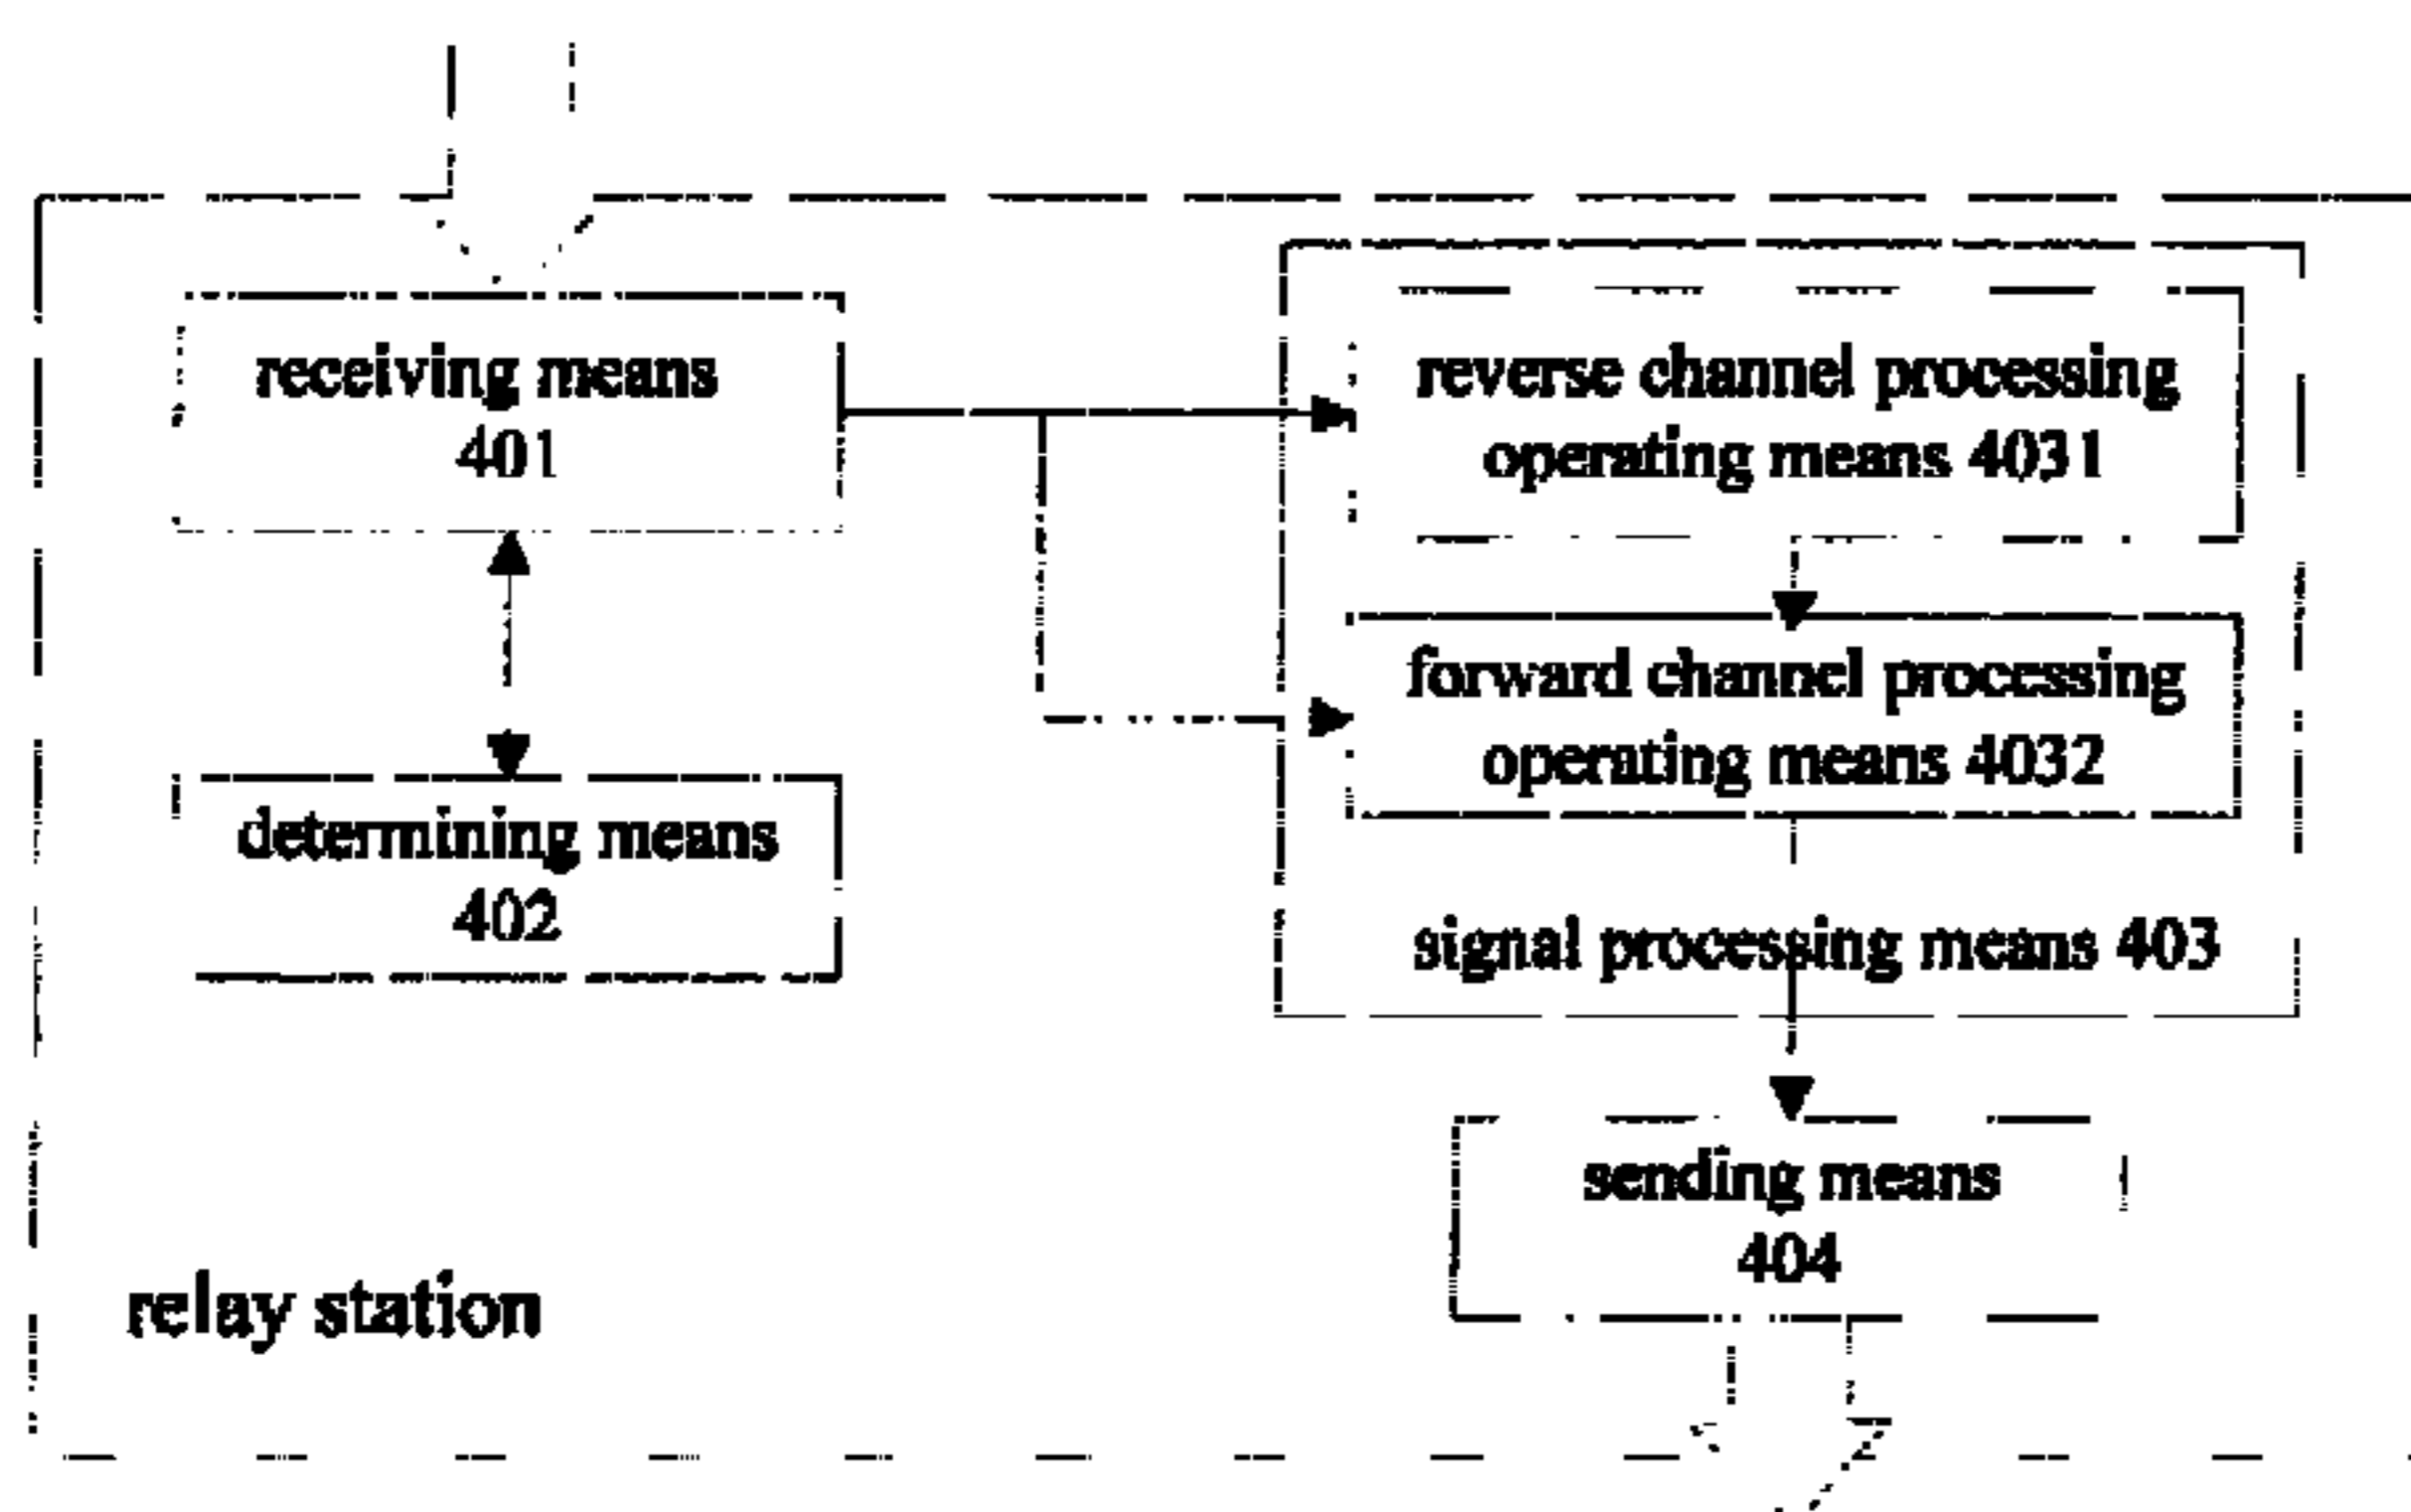 receiving means
401
reverse channel processing
operating means 4031
forward channel processing
operating means 4032
determining means
402
signal processing means 403
sending means
404
relay station